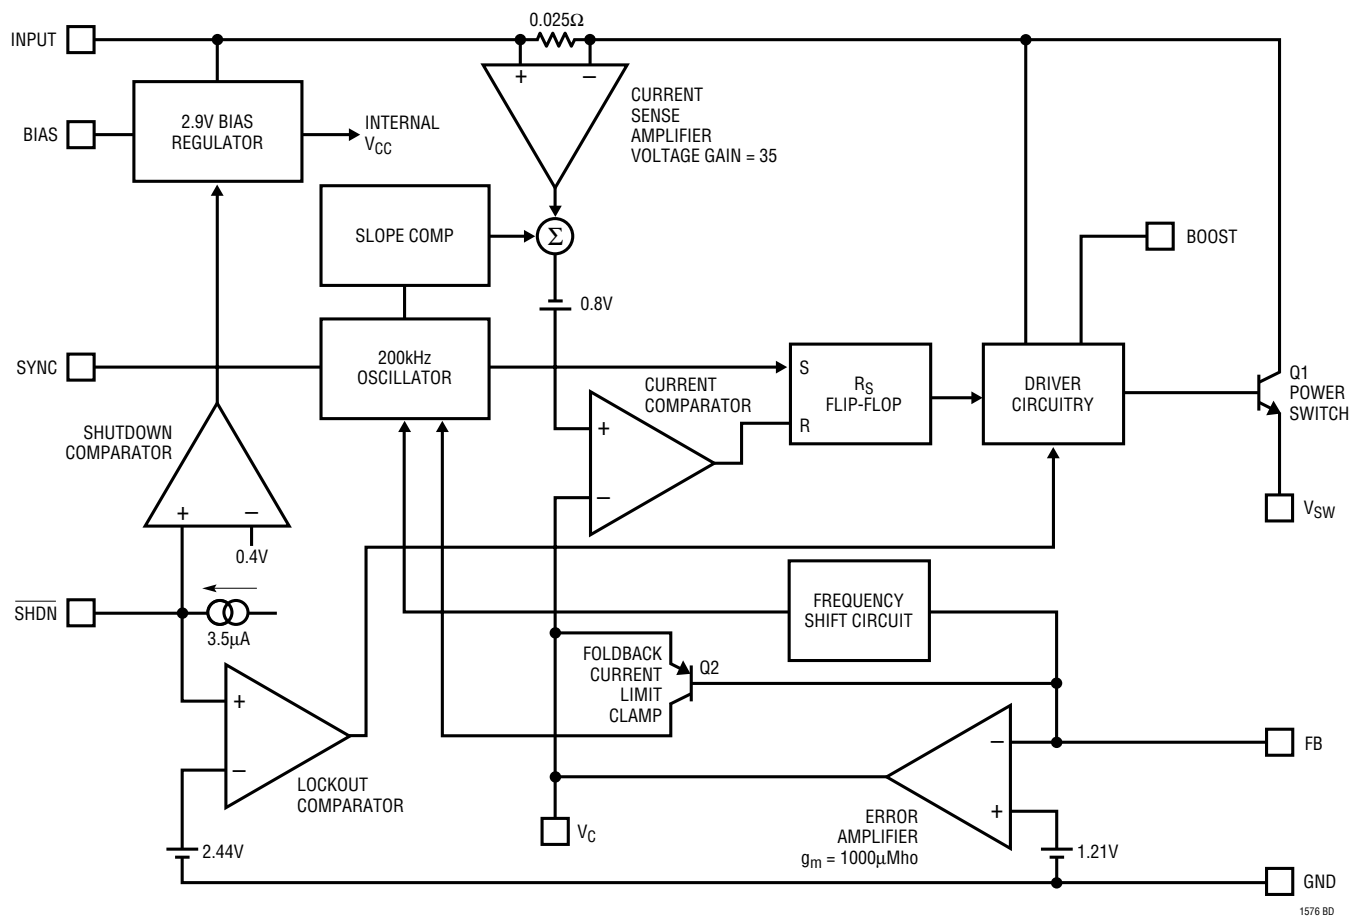 0.025Ω
INPUT
+
–
2.9V BIAS
REGULATOR
BIAS
INTERNAL
VCC
CURRENT
SENSE
AMPLIFIER
VOLTAGE GAIN = 35
SLOPE COMP
Σ
BOOST
0.8V
SYNC
200kHz
OSCILLATOR
S
RS
FLIP-FLOP
R
DRIVER
CIRCUITRY
Q1
POWER
SWITCH
CURRENT
COMPARATOR
+
–
SHUTDOWN
COMPARATOR
+
–
0.4V
VSW
SHDN
3.5µA
FREQUENCY
SHIFT CIRCUIT
FOLDBACK
CURRENT
LIMIT
CLAMP
Q2
+
–
LOCKOUT
COMPARATOR
–
+
FB
ERROR
AMPLIFIER
gm = 1000µMho
VC
2.44V
1.21V
GND
1576 BD